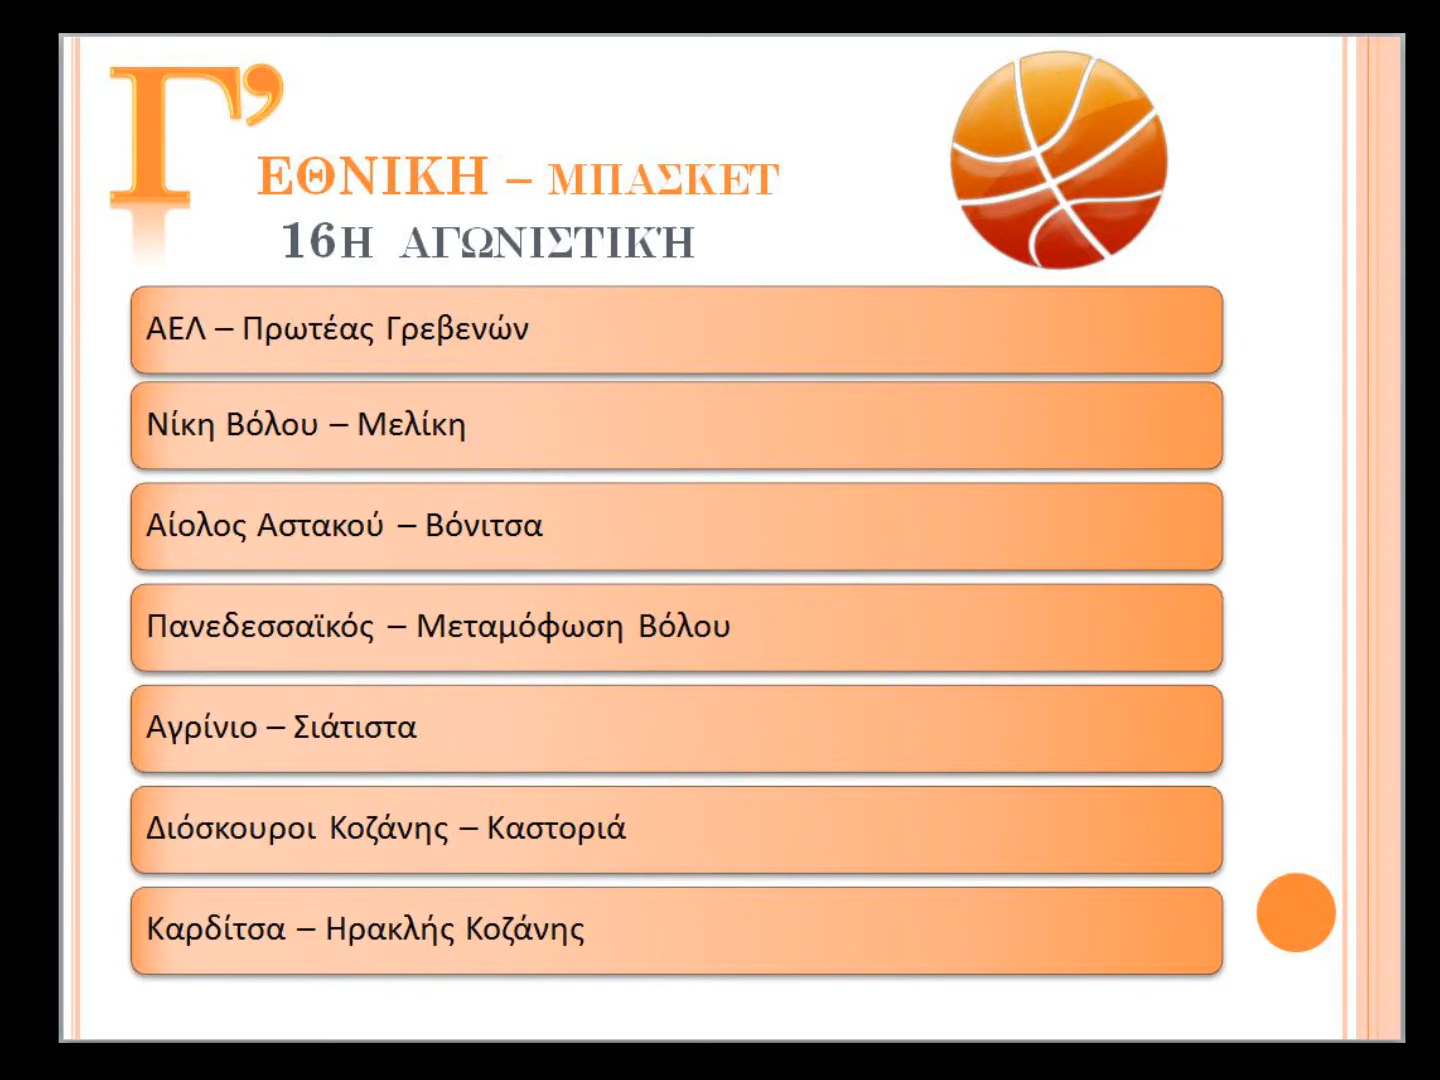 Γ’ ΕΘΝΙΚΗ – ΜΠΑΣΚΕΤ
16Η ΑΓΩΝΙΣΤΙΚΉ
ΑΕΛ – Πρωτέας Γρεβενών
Νίκη Βόλου – Μελίκη
Αίολος Αστακού – Βόνιτσα
Πανεδεσσαϊκός – Μεταμόφωση Βόλου
Αγρίνιο – Σιάτιστα
Διόσκουροι Κοζάνης – Καστοριά
Καρδίτσα – Ηρακλής Κοζάνης